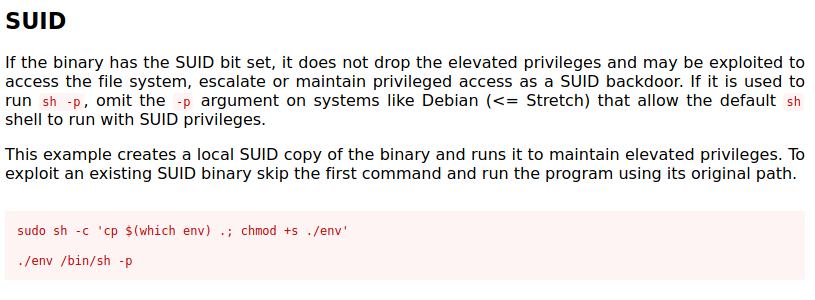 SUID
If the binary has the SUID bit set, it does not drop the elevated privileges and may be exploited to
access the file system, escalate or maintain privileged access as a SUID backdoor. If it is used to
run sh -p, omit the -p argument on systems like Debian (<= Stretch) that allow the default sh
shell to run with SUID privileges.
This example creates a local SUID copy of the binary and runs it to maintain elevated privileges. To
exploit an existing SUID binary skip the first command and run the program using its original path.
sudo sh -c 'cp $(which env) .; chmod +s ./env'
./env /bin/sh -p